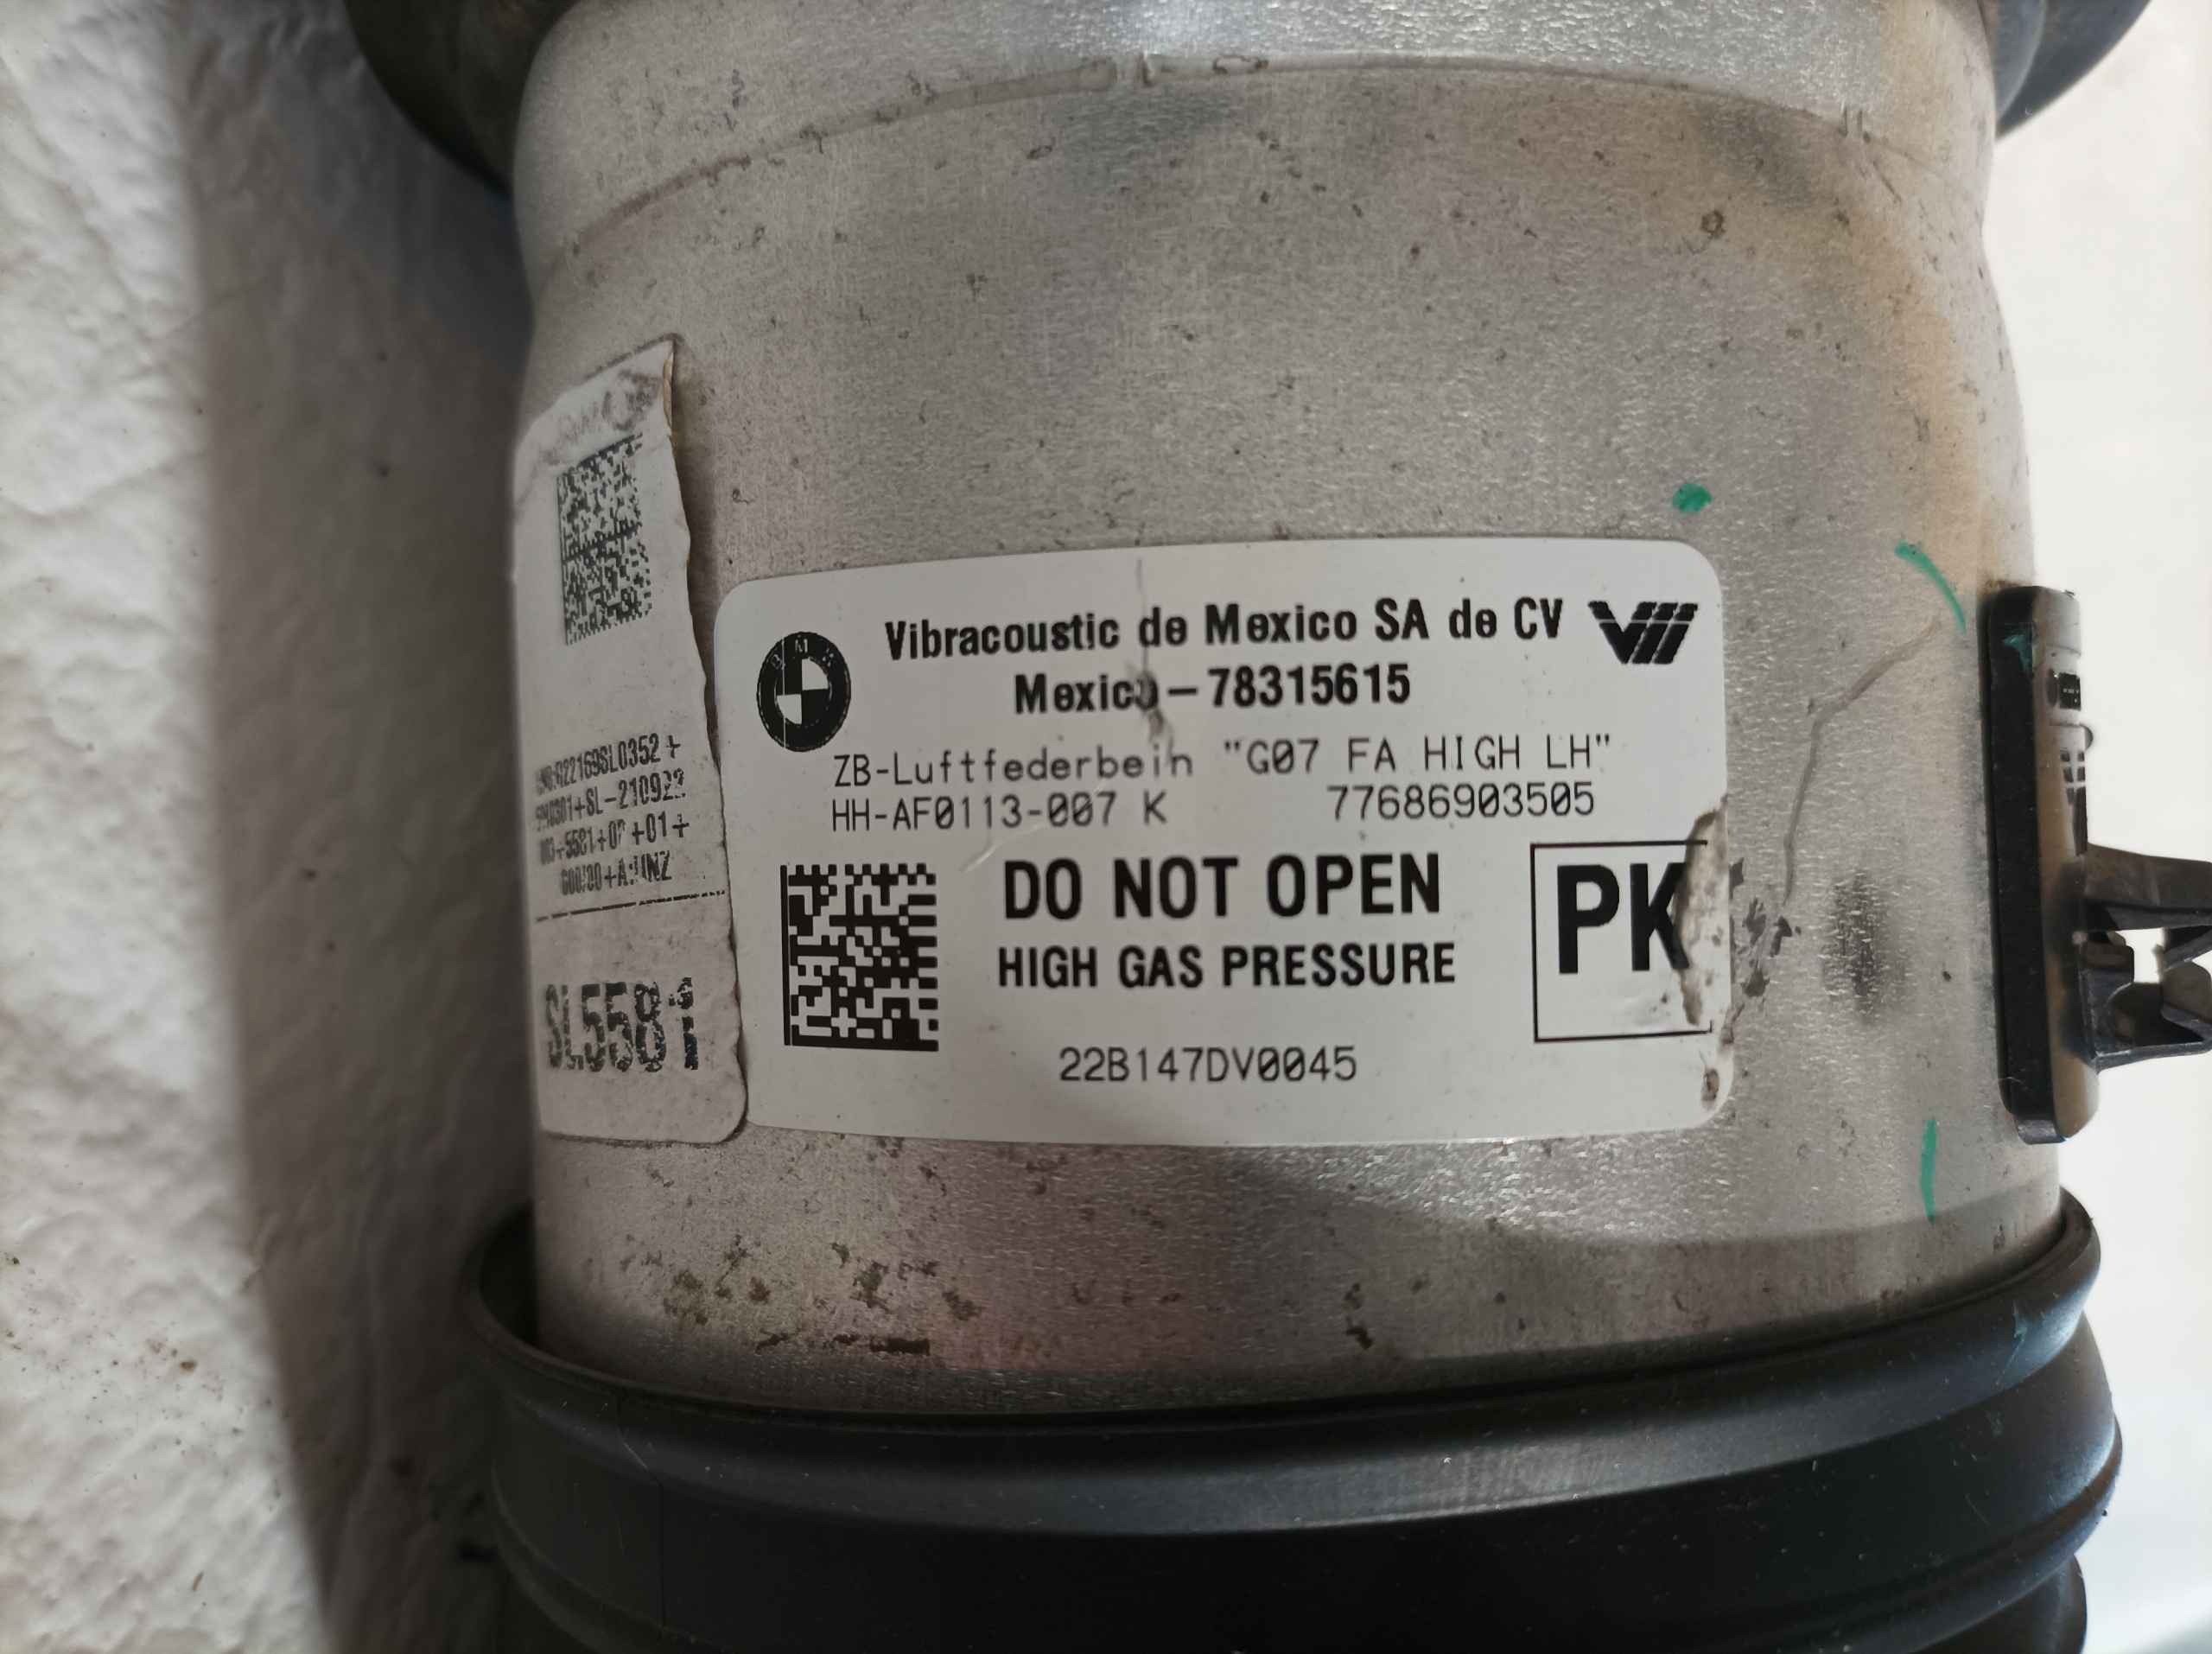 Vibracoustic de Mexico SA de CV
Mexico-78315615
ZB-Luftfederbein "G07 FA HIGH LH"
HH-AF0113-007 K 77686903505
DO NOT OPEN
HIGH GAS PRESSURE
PK
22B147DV0045
SL5581